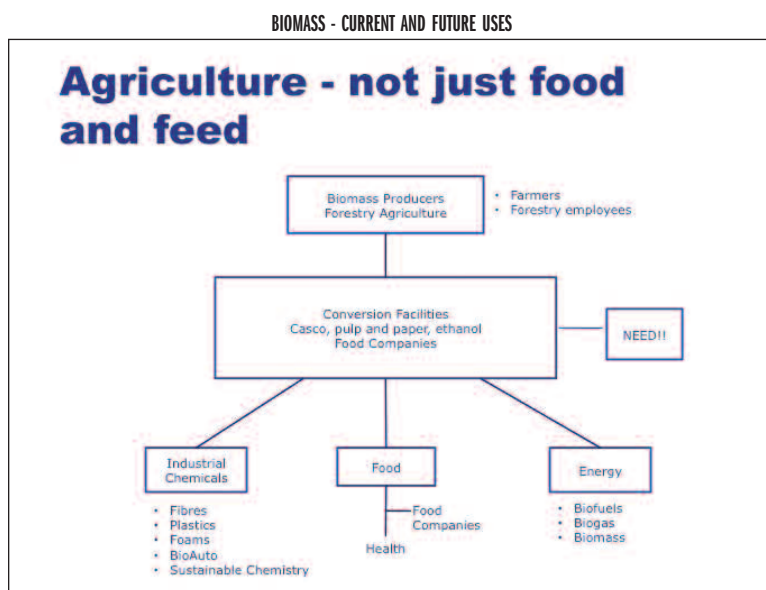 BIOMASS - CURRENT AND FUTURE USES
Agriculture - not just food
and feed
Biomass Producers
Forestry Agriculture
• Farmers
• Forestry employees
Conversion Facilities
Casco, pulp and paper, ethanol
Food Companies
NEED!!
Industrial
Chemicals
• Fibres
• Plastics
• Foams
• BioAuto
• Sustainable Chemistry
Food
Food
Companies
Health
Energy
• Biofuels
• Biogas
• Biomass